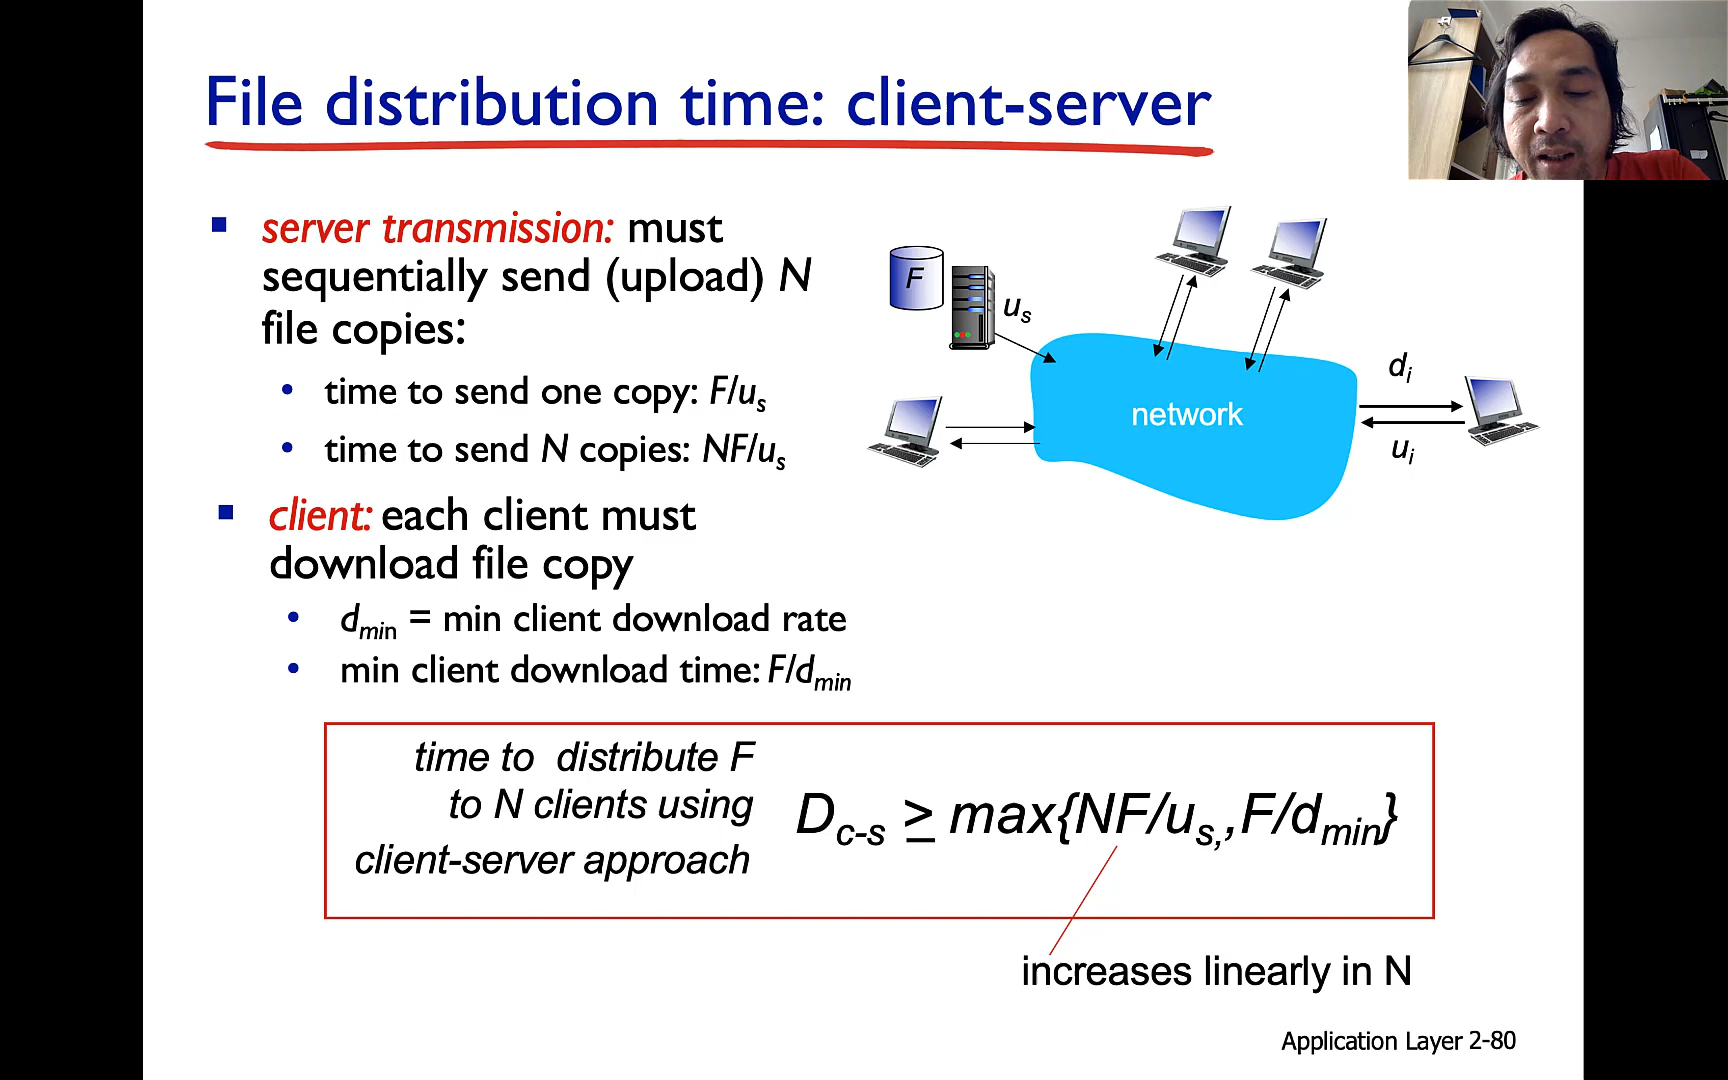 File distribution time: client-server
server transmission: must
sequentially send (upload) N
file copies:
time to send one copy: F/us
time to send N copies: NF/us
client: each client must
download file copy
dmin = min client download rate
min client download time: F/dmin
F
us
network
di
ui
time to distribute F
to N clients using
client-server approach
Dc-s ≥ max{NF/us,,F/dmin}
increases linearly in N
Application Layer 2-80